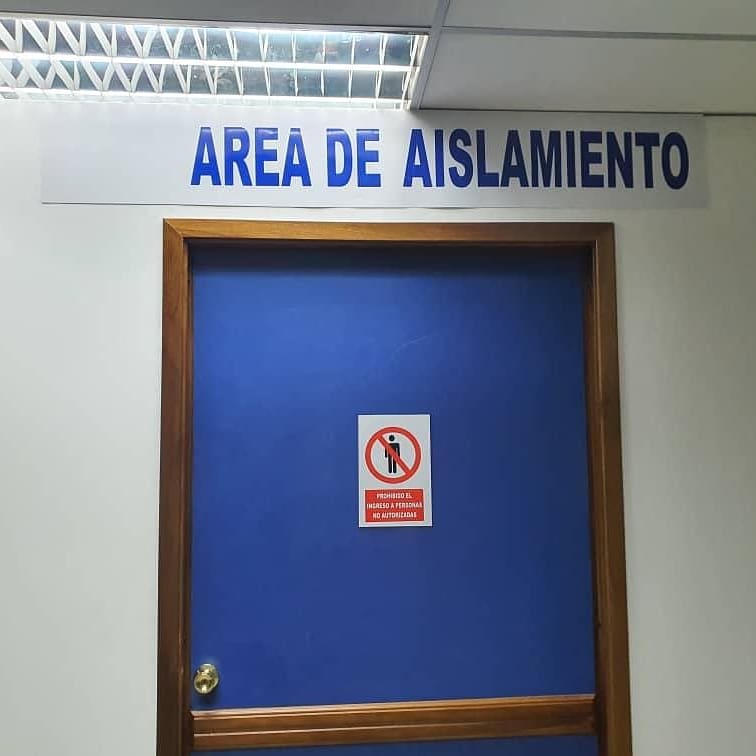 AREA DE AISLAMIENTO
PROHIBIDO EL
INGRESO A PERSONAS
NO AUTORIZADAS